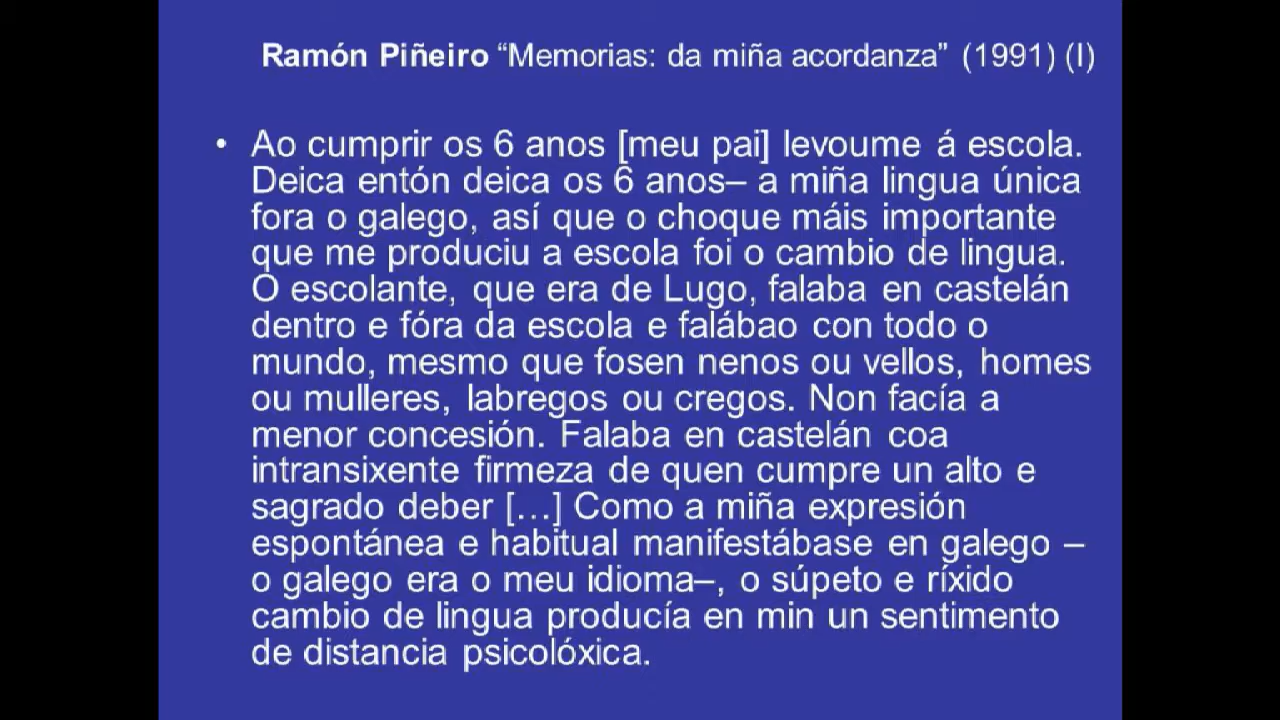 Ramón Piñeiro “Memorias: da miña acordanza” (1991) (I)
• Ao cumprir os 6 anos [meu pai] levoume á escola.
Deica entón deica os 6 anos– a miña lingua única
fora o galego, así que o choque máis importante
que me produciu a escola foi o cambio de lingua.
O escolante, que era de Lugo, falaba en castelán
dentro e fóra da escola e falábao con todo o
mundo, mesmo que fosen nenos ou vellos, homes
ou mulleres, labregos ou cregos. Non facía a
menor concesión. Falaba en castelán coa
intransixente firmeza de quen cumpre un alto e
sagrado deber […] Como a miña expresión
espontánea e habitual manifestábase en galego –
o galego era o meu idioma–, o súpeto e ríxido
cambio de lingua producía en min un sentimento
de distancia psicolóxica.